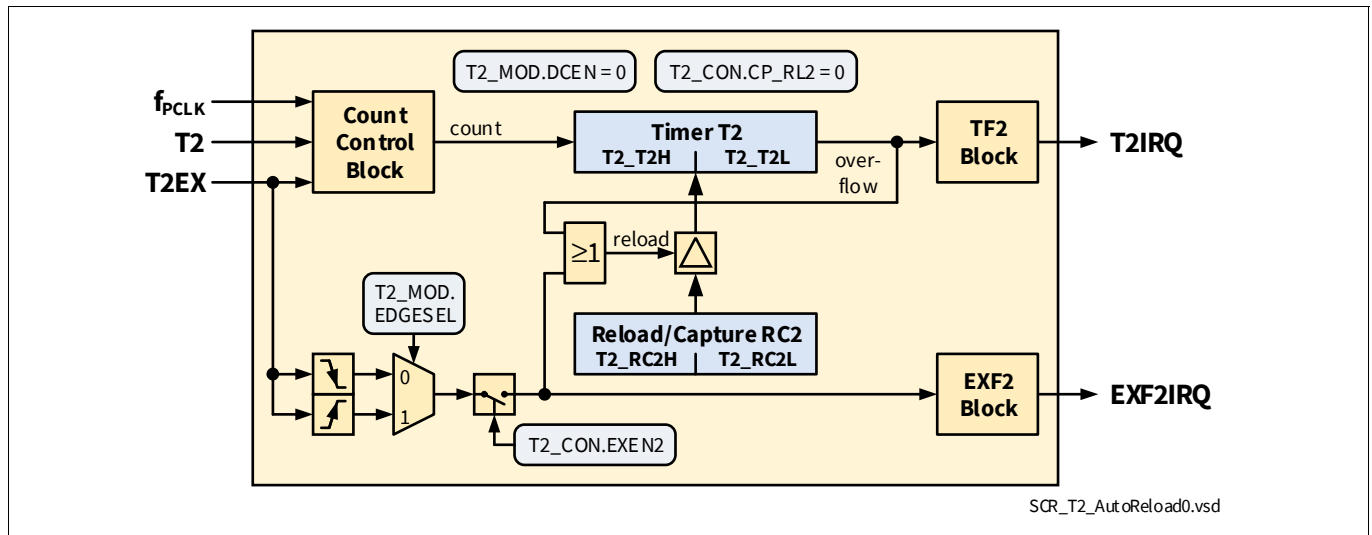 T2_MOD.DCEN = 0
T2_CON.CP_RL2 = 0
fPCLK
T2
T2EX
Count
Control
Block
count
Timer T2
T2_T2H
T2_T2L
over-
flow
TF2
Block
T2IRQ
≥1
reload
T2_MOD.
EDGESEL
Reload/Capture RC2
T2_RC2H
T2_RC2L
0
1
EXF2
Block
EXF2IRQ
T2_CON.EXEN2
SCR_T2_AutoReload0.vsd